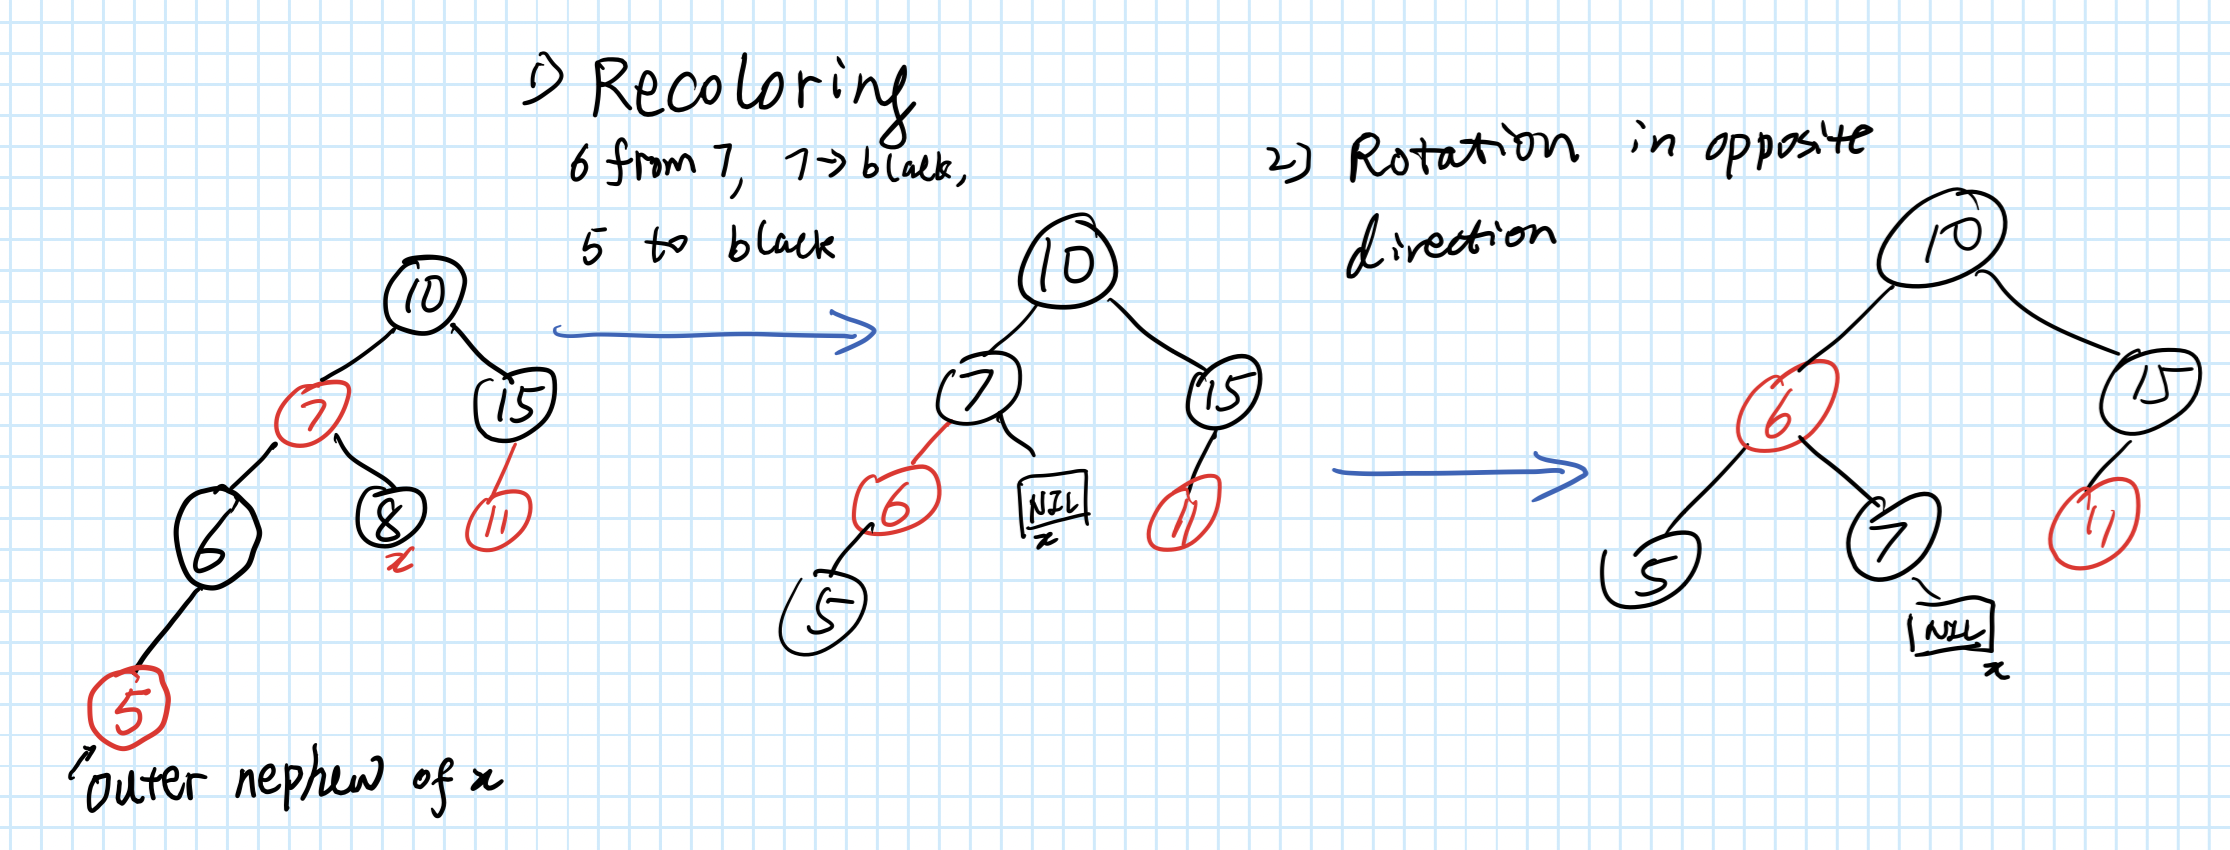 1) Recoloring
6 from 7, 7→ black,
5 to black
2) Rotation in opposite
direction
10
7
15
6
8
11
x
5
outer nephew of x
10
7
15
6
NIL
11
x
5
10
6
15
5
7
11
NIL
x